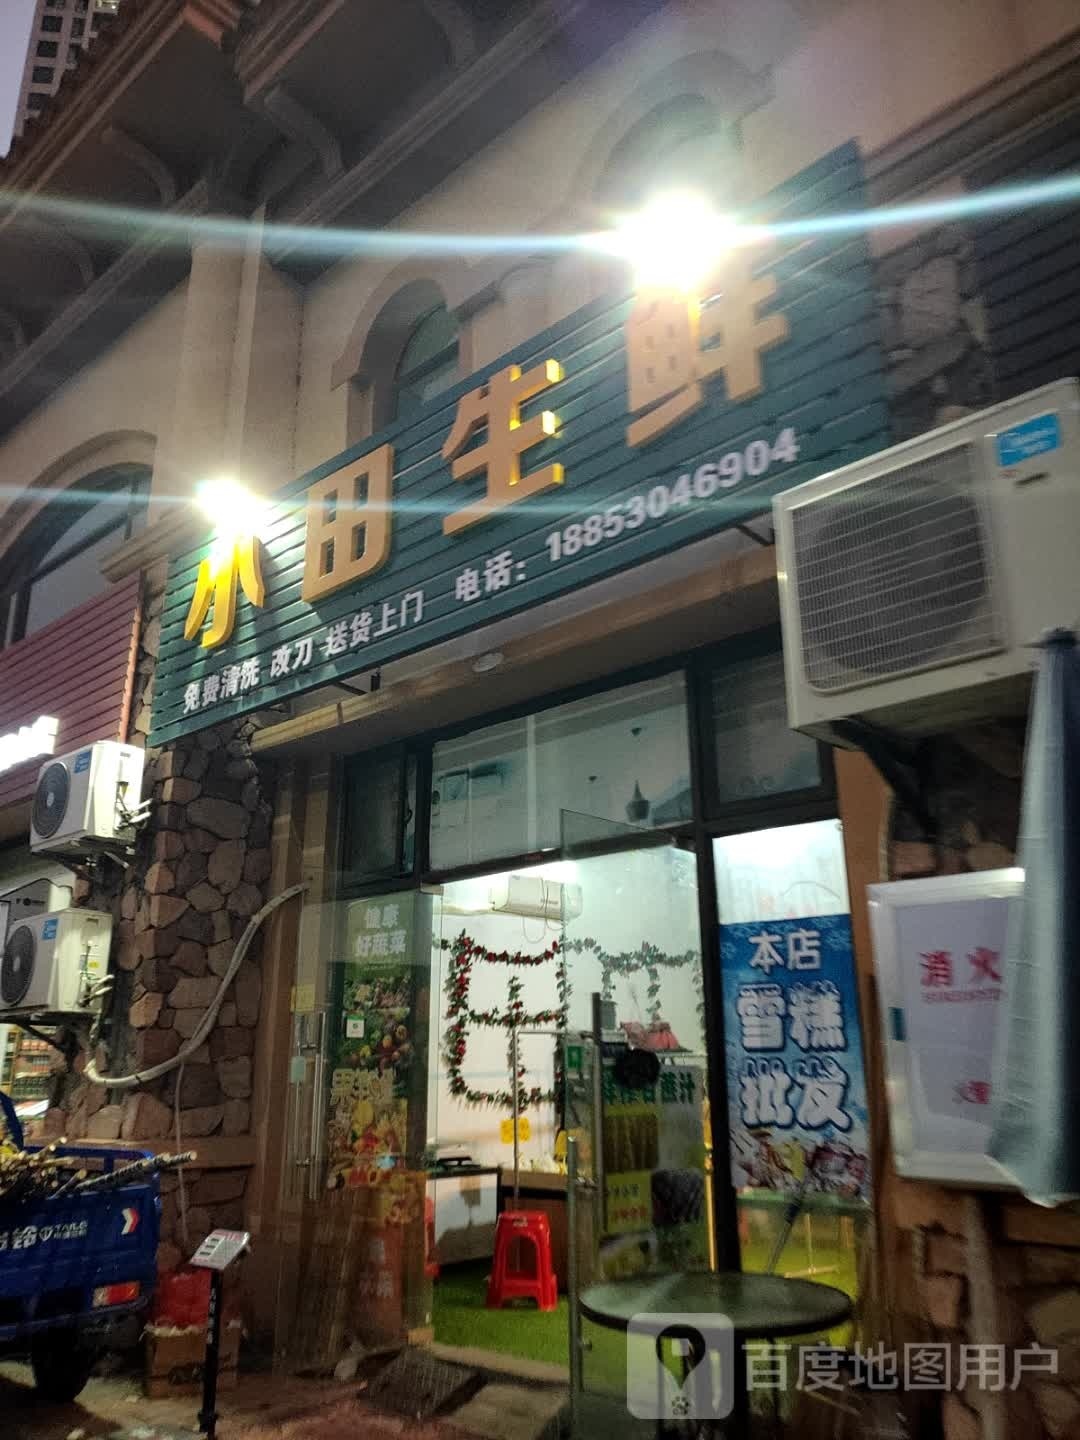 小田生鲜
免费清洗 改刀 送货上门 电话：18853046904
健康
好蔬菜
本店
雪糕
批发
消火
百度地图用户